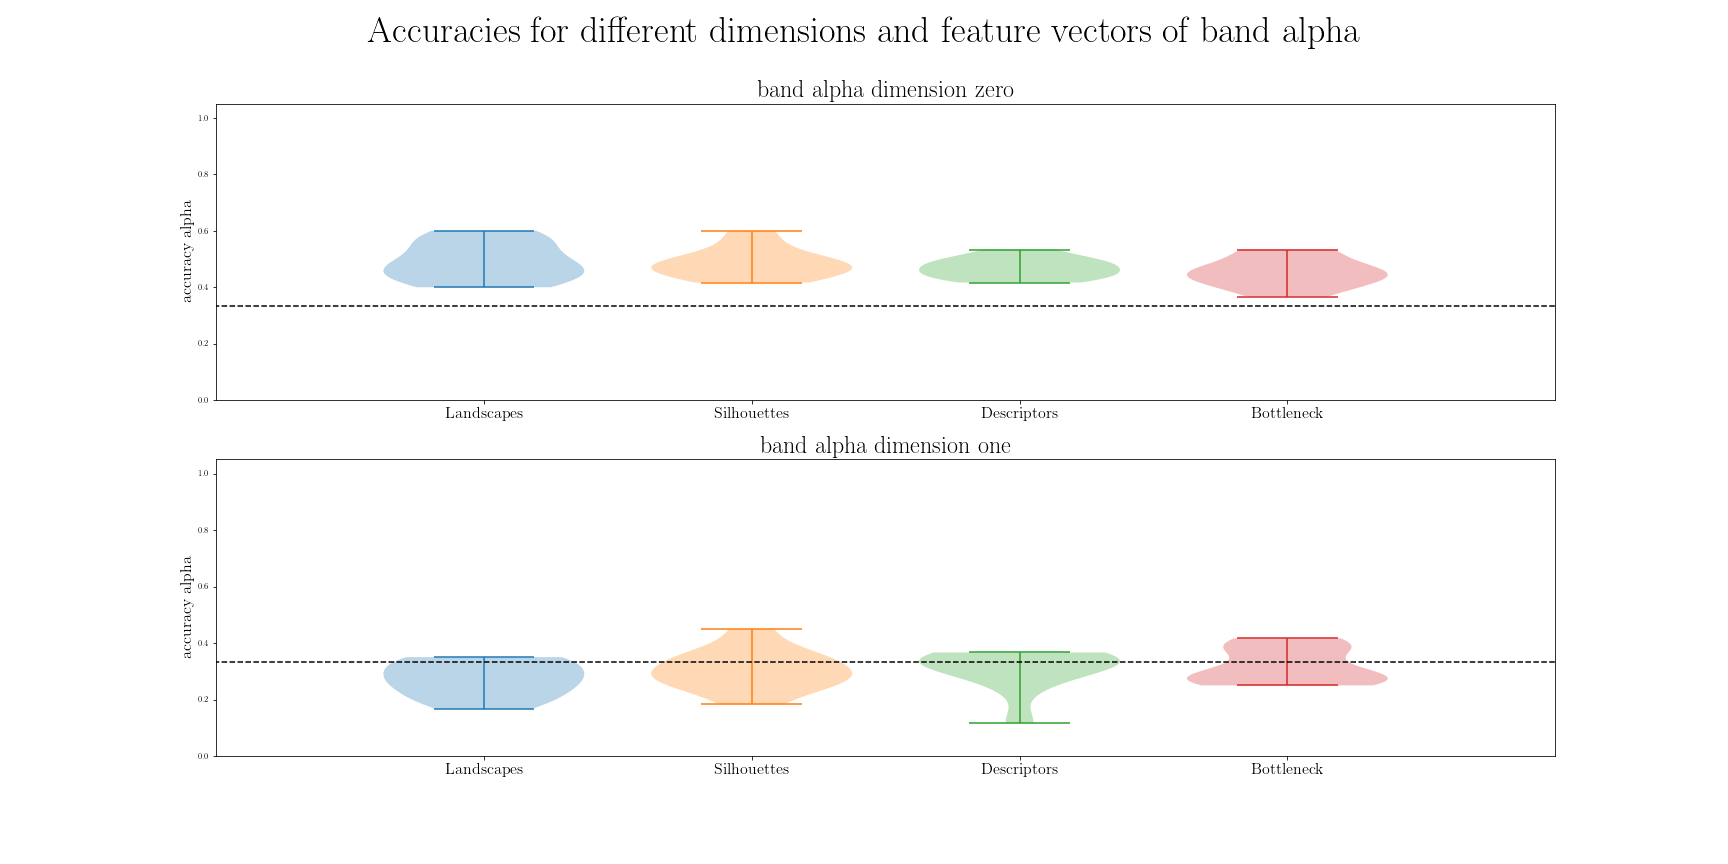 Accuracies for different dimensions and feature vectors of band alpha
band alpha dimension zero
accuracy alpha
1.0
0.8
0.6
0.4
0.2
0.0
Landscapes Silhouettes Descriptors Bottleneck
band alpha dimension one
accuracy alpha
1.0
0.8
0.6
0.4
0.2
0.0
Landscapes Silhouettes Descriptors Bottleneck